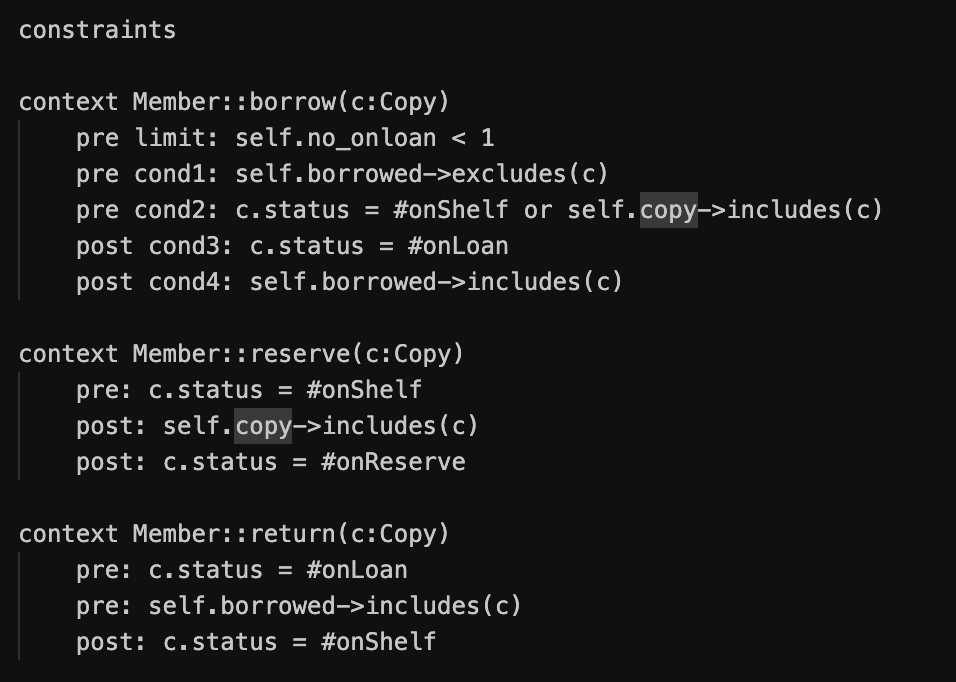 constraints
context Member::borrow(c:Copy)
pre limit: self.no_onloan < 1
pre cond1: self.borrowed->excludes(c)
pre cond2: c.status = #onShelf or self.copy->includes(c)
post cond3: c.status = #onLoan
post cond4: self.borrowed->includes(c)
context Member::reserve(c:Copy)
pre: c.status = #onShelf
post: self.copy->includes(c)
post: c.status = #onReserve
context Member::return(c:Copy)
pre: c.status = #onLoan
pre: self.borrowed->includes(c)
post: c.status = #onShelf